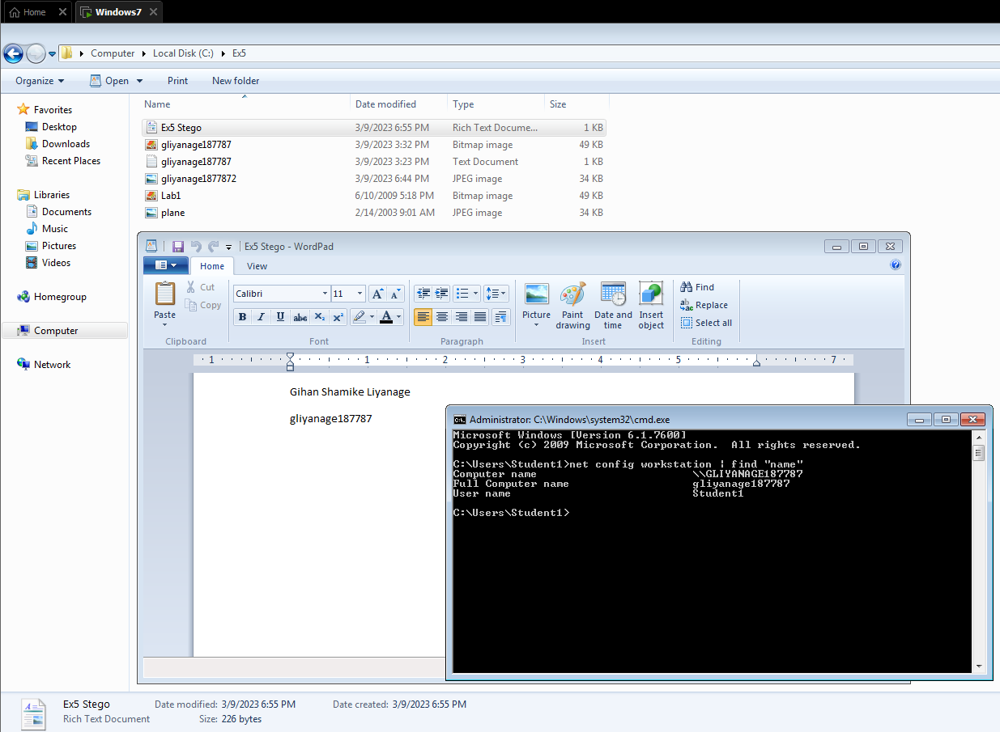 Home
Windows7
Computer Local Disk (C:) Ex5
Organize Open Print New folder
Favorites
Desktop
Downloads
Recent Places
Libraries
Documents
Music
Pictures
Videos
Homegroup
Computer
Network
Name Date modified Type Size
Ex5 Stego 3/9/2023 6:55 PM Rich Text Docume... 1 KB
gliyanage187787 3/9/2023 3:32 PM Bitmap image 49 KB
gliyanage187787 3/9/2023 3:23 PM Text Document 1 KB
gliyanage1877872 3/9/2023 6:44 PM JPEG image 34 KB
Lab1 6/10/2009 5:18 PM Bitmap image 49 KB
plane 2/14/2003 9:01 AM JPEG image 34 KB
Ex5 Stego - WordPad
Home View
Paste
Cut
Copy
Clipboard
Calibri 11
B I U abc X₂ X²
A
Font
Paragraph
Picture
Paint drawing
Date and time
Insert object
Insert
Find
Replace
Select all
Editing
1 1 2 3 4 5 7
Gihan Shamike Liyanage
gliyanage187787
Administrator: C:\Windows\system32\cmd.exe
Microsoft Windows [Version 6.1.7600]
Copyright (c) 2009 Microsoft Corporation.  All rights reserved.
C:\Users\Student1>net config workstation | find "name"
Computer name \\GLIYANAGE187787
Full Computer name gliyanage187787
User name Student1
C:\Users\Student1>
Ex5 Stego Date modified: 3/9/2023 6:55 PM Date created: 3/9/2023 6:55 PM
Rich Text Document Size: 226 bytes